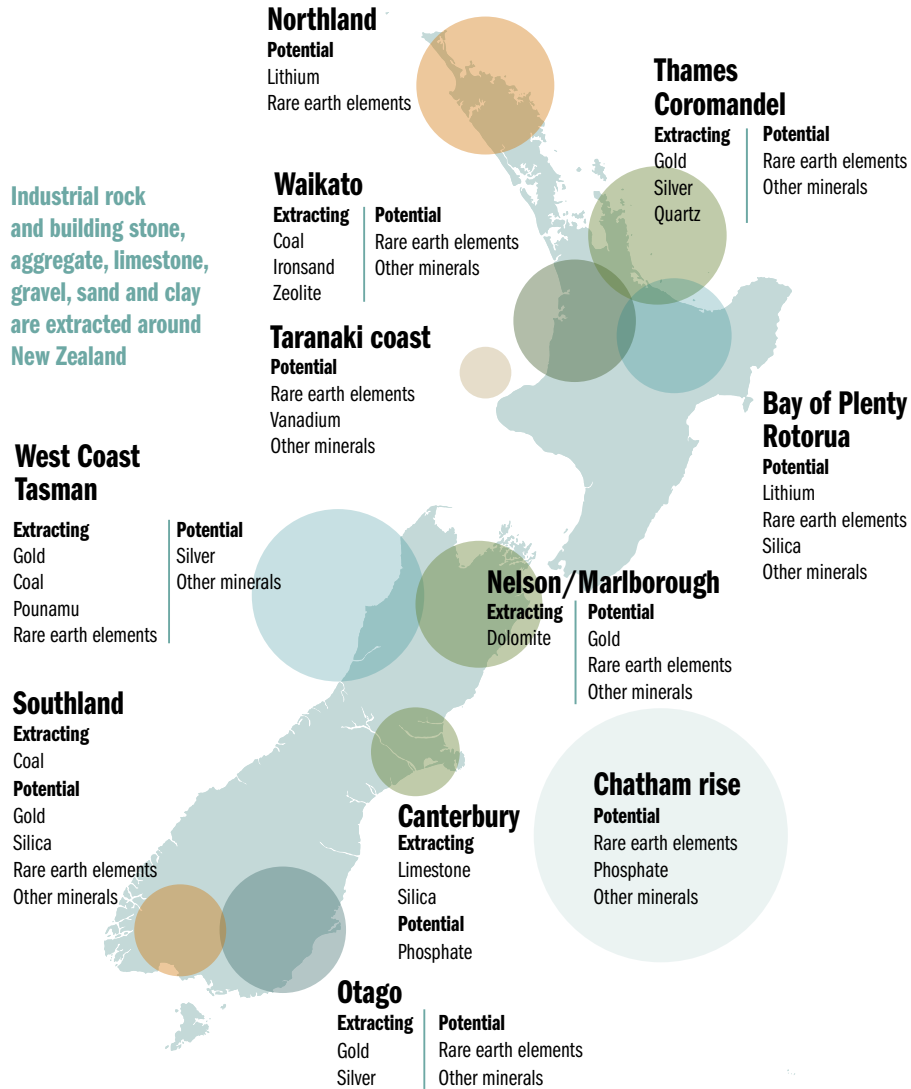 Northland
Potential
Lithium
Rare earth elements
Thames
Coromandel
Extracting
Gold
Silver
Quartz
Potential
Rare earth elements
Other minerals
Industrial rock
and building stone,
aggregate, limestone,
gravel, sand and clay
are extracted around
New Zealand
Waikato
Extracting
Coal
Ironsand
Zeolite
Potential
Rare earth elements
Other minerals
Taranaki coast
Potential
Rare earth elements
Vanadium
Other minerals
Bay of Plenty
Rotorua
Potential
Lithium
Rare earth elements
Silica
Other minerals
West Coast
Tasman
Extracting
Gold
Coal
Pounamu
Rare earth elements
Potential
Silver
Other minerals
Nelson/Marlborough
Extracting
Dolomite
Potential
Gold
Rare earth elements
Other minerals
Southland
Extracting
Coal
Potential
Gold
Silica
Rare earth elements
Other minerals
Canterbury
Extracting
Limestone
Silica
Potential
Phosphate
Chatham rise
Potential
Rare earth elements
Phosphate
Other minerals
Otago
Extracting
Gold
Silver
Potential
Rare earth elements
Other minerals